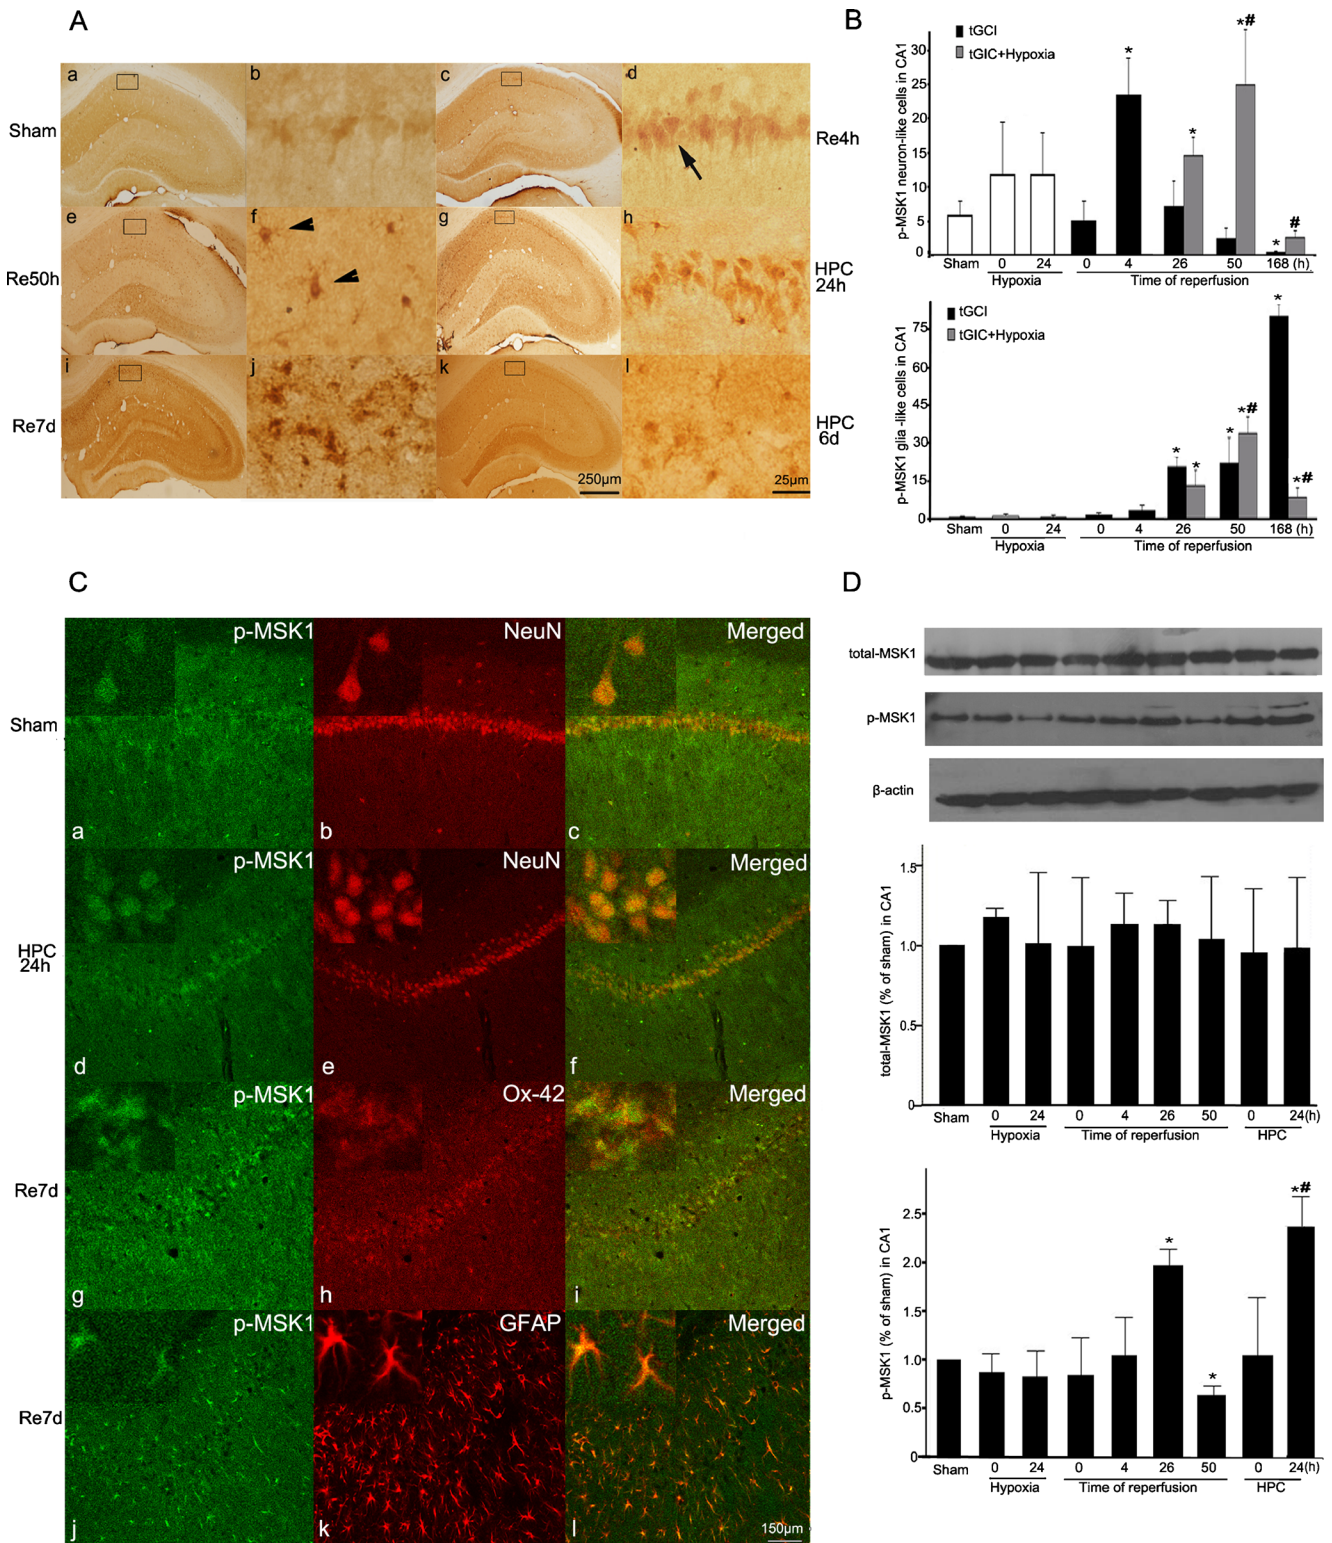 A
a
b
c
d
Sham
Re4h
e
f
g
h
Re50h
HPC
24h
i
j
k
l
Re7d
HPC
6d
250μm
25μm
B
tGCI
tGIC+Hypoxia
p-MSK1 neuron-like cells in CA1
30
25
20
15
10
5
0
*
*
*#
*
#
Sham
0
24
0
4
26
50
168 (h)
Hypoxia
Time of reperfusion
tGCI
tGIC+Hypoxia
p-MSK1 glia -like cells in CA1
75
45
45
30
15
0
*
*
*
*#
*
*#
Sham
0
24
0
4
26
50
168 (h)
Hypoxia
Time of reperfusion
C
p-MSK1
NeuN
Merged
Sham
a
b
c
p-MSK1
NeuN
Merged
HPC
24h
d
e
f
p-MSK1
Ox-42
Merged
Re7d
g
h
i
p-MSK1
GFAP
Merged
Re7d
j
k
l
150μm
D
total-MSK1
p-MSK1
β-actin
total-MSK1 (% of sham) in CA1
1.5
1.0
0.5
0
Sham
0
24
0
4
26
50
0
24(h)
Hypoxia
Time of reperfusion
HPC
p-MSK1 (% of sham) in CA1
2.5
2.0
1.5
1.0
0.5
0
*
*
*#
Sham
0
24
0
4
26
50
0
24(h)
Hypoxia
Time of reperfusion
HPC